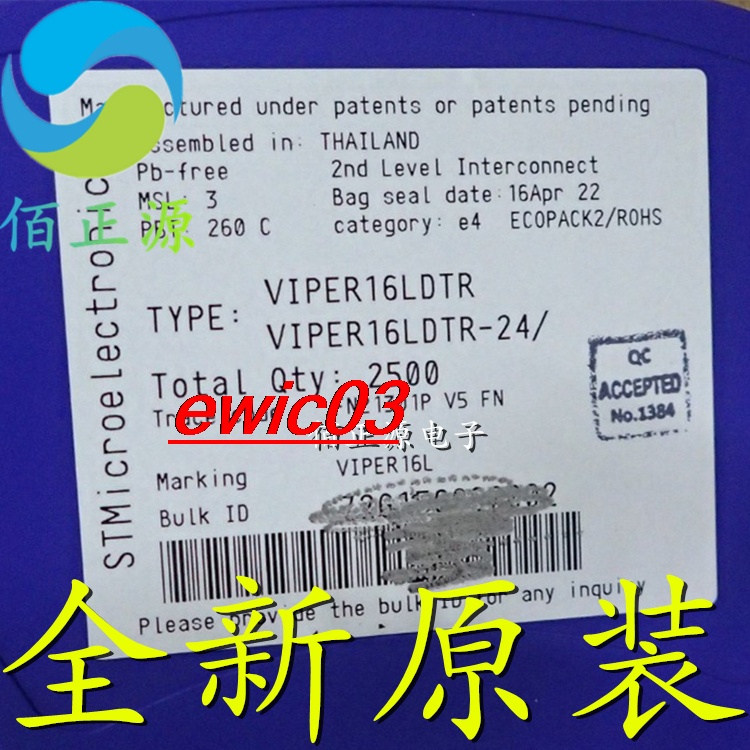 Manufactured under patents or patents pending
Assembled in: THAILAND
Pb-free 2nd Level Interconnect
MSL: 3 Bag seal date: 16Apr 22
PBT: 260 C category: e4 ECOPACK2/ROHS
佰正源
STMicroelectronics
TYPE: VIPER16LDTR
VIPER16LDTR-24/
Total Qty: 2500
P V5 FN
ewic03
佰正源电子
QC
ACCEPTED
No.1384
Marking VIPER16L
Bulk ID
Please provide the bulk ID for any inquiry
全新原装